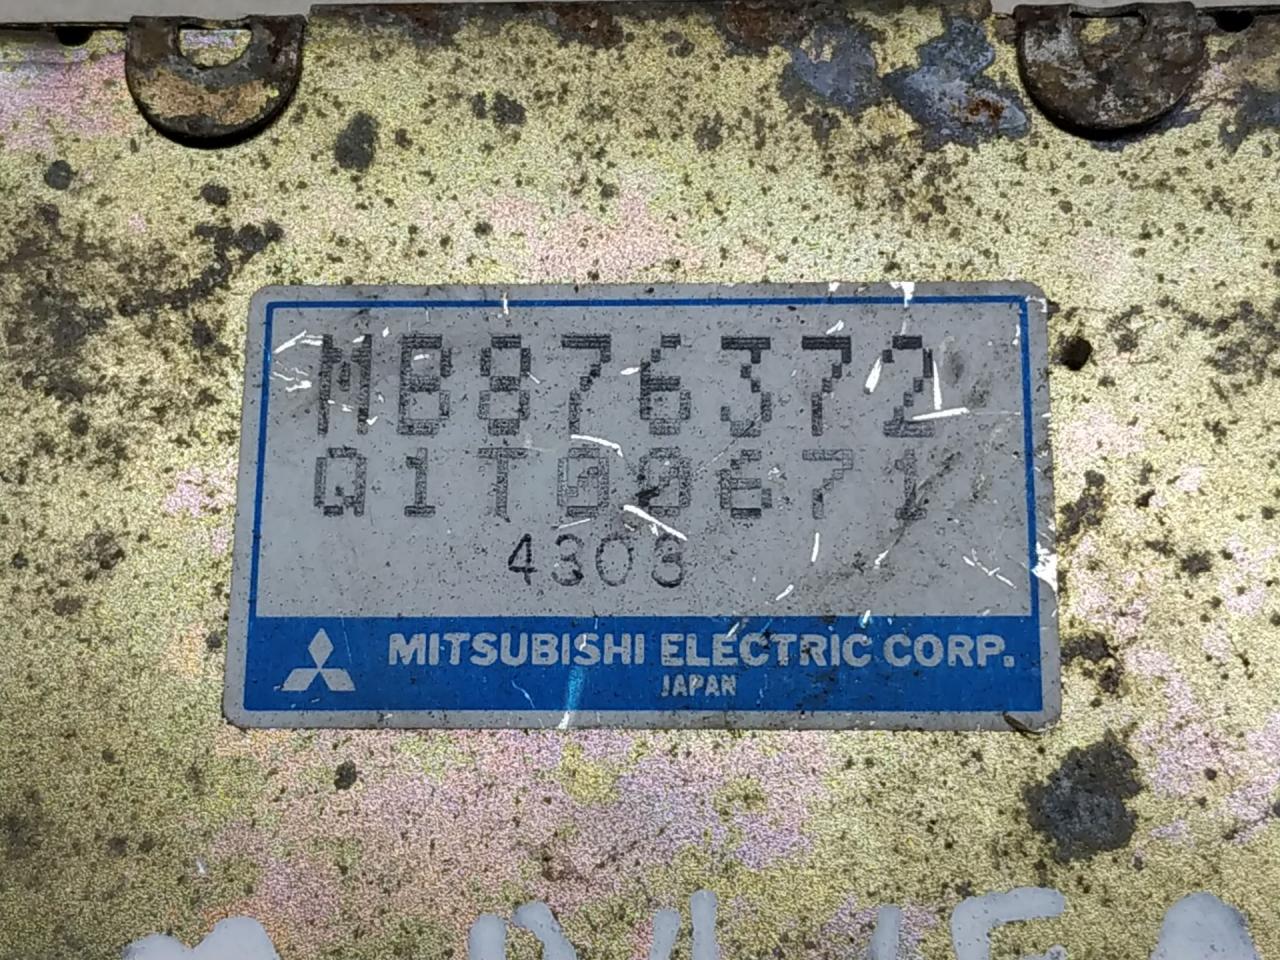 MB876372
Q1T00671
4303
MITSUBISHI ELECTRIC CORP.
JAPAN